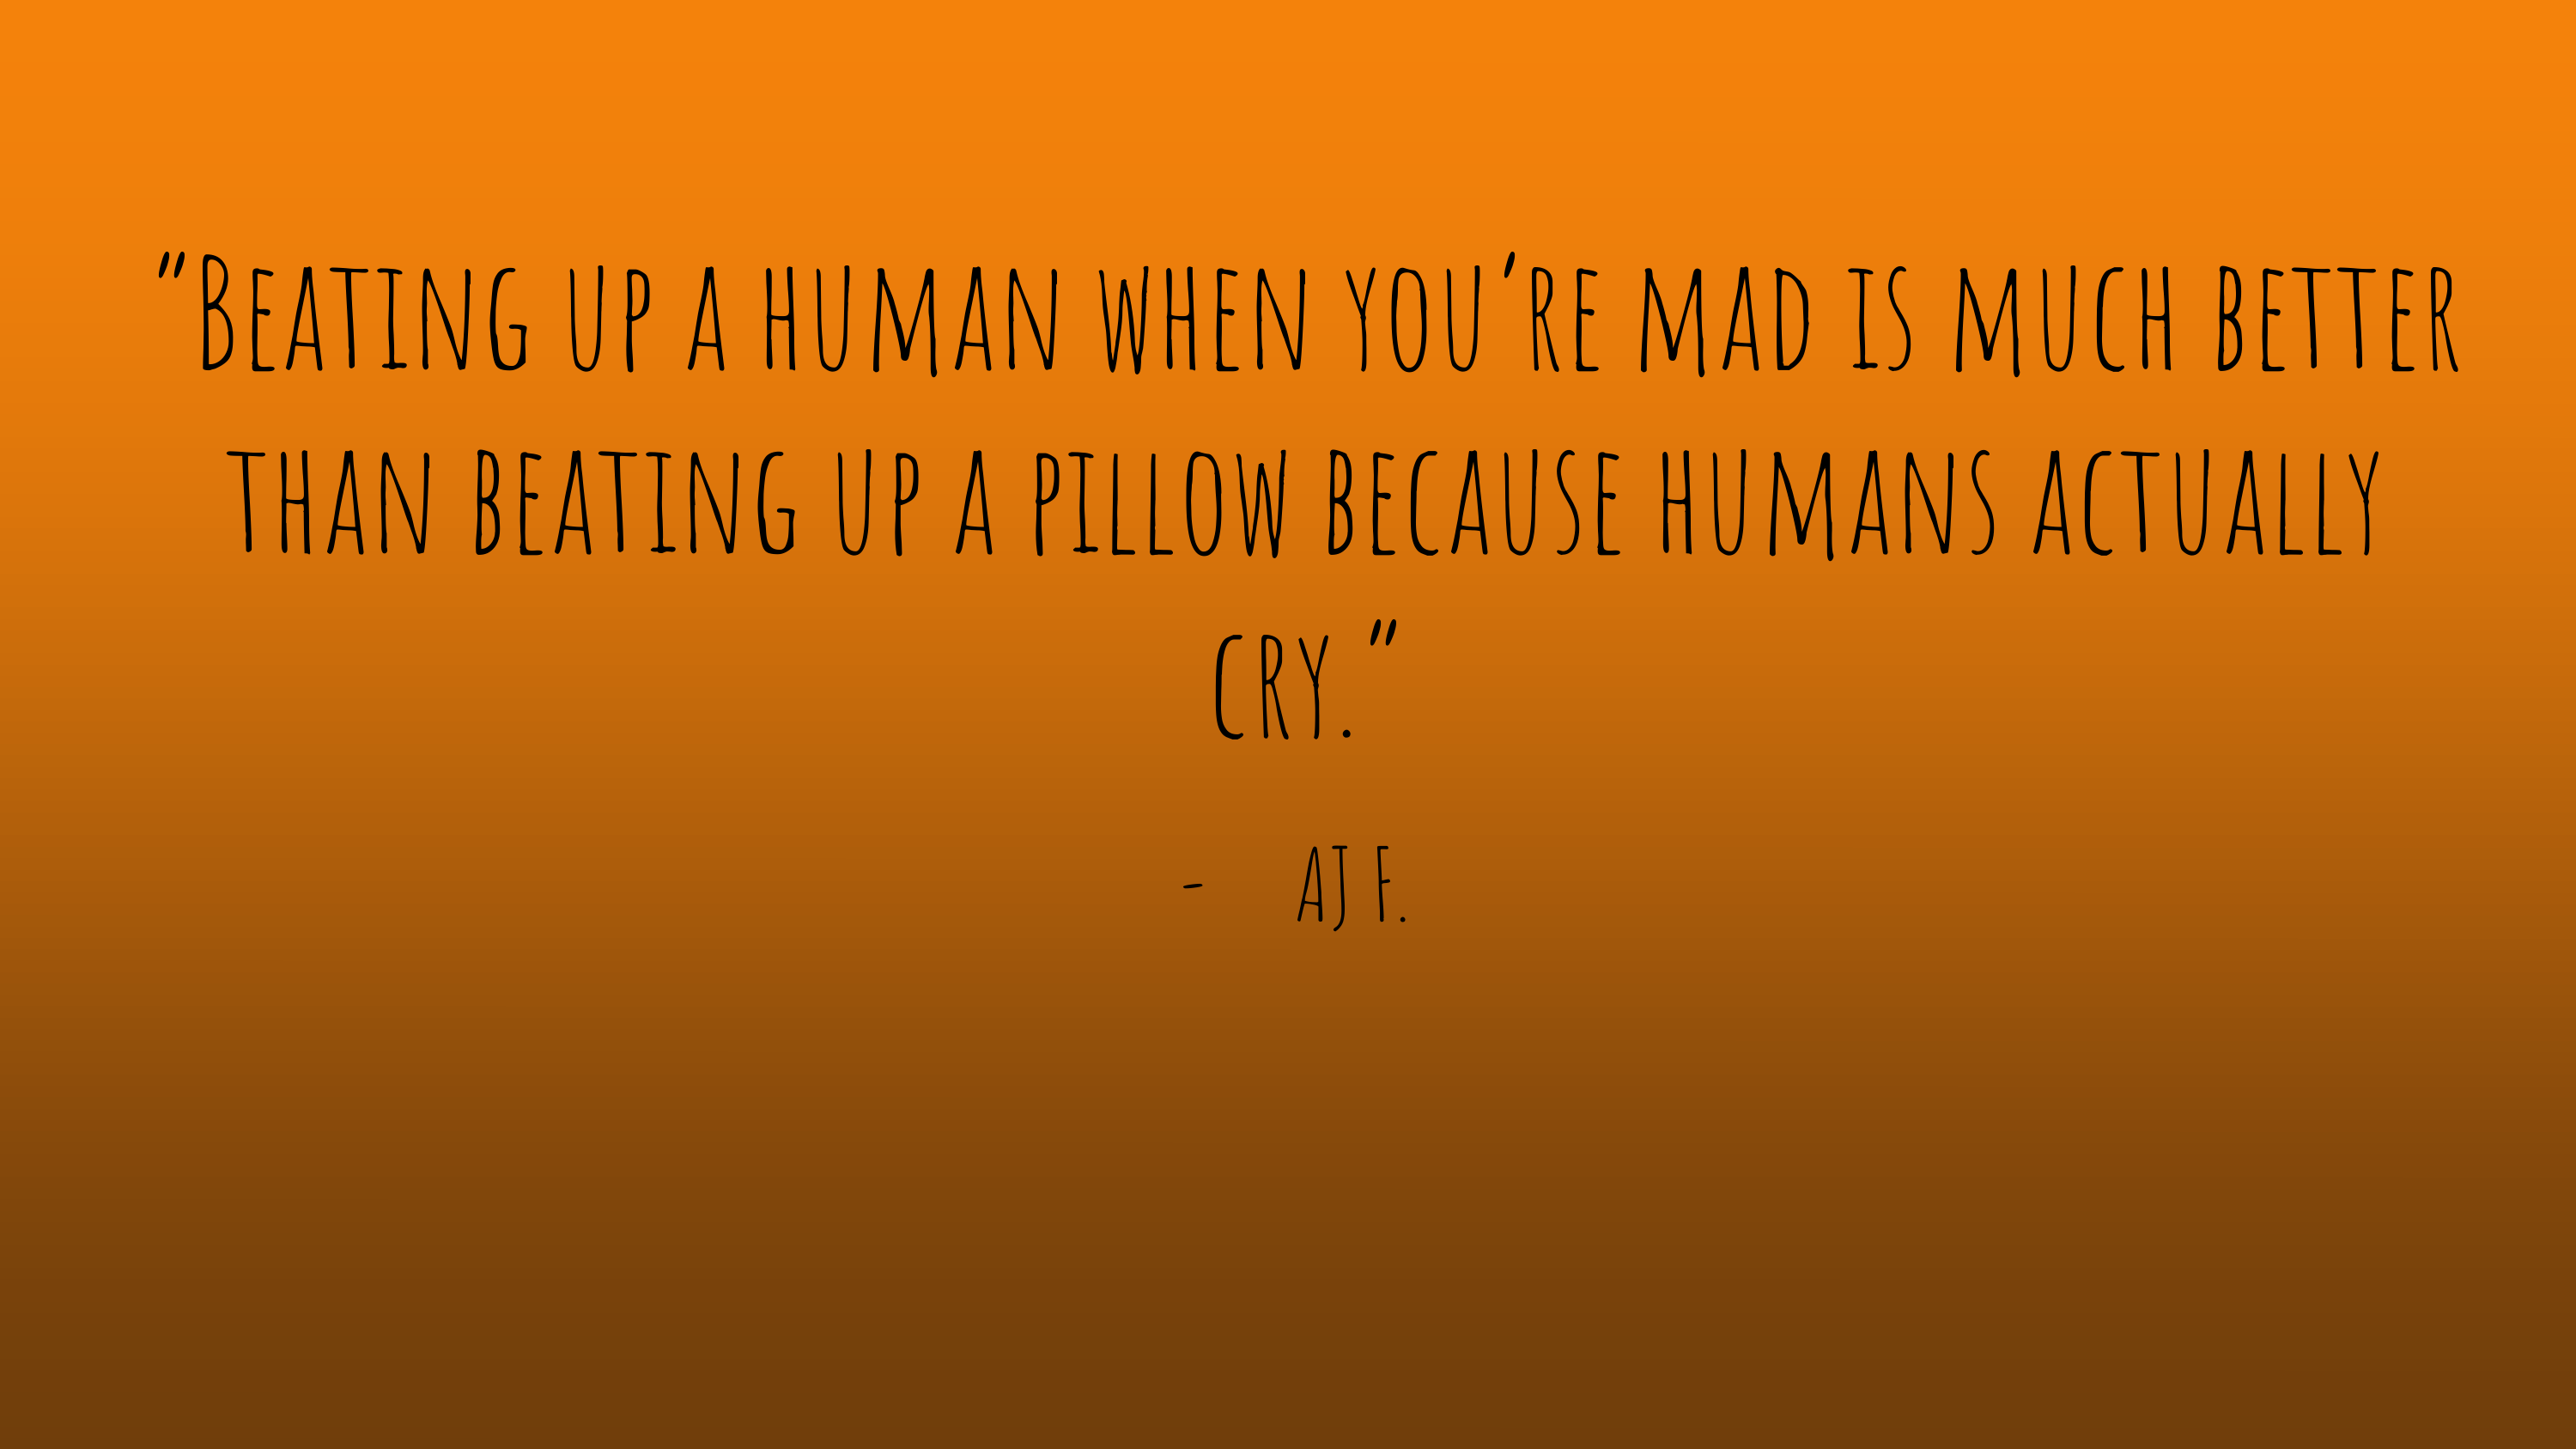 "Beating up a human when you're mad is much better
than beating up a pillow because humans actually
cry."
- AJ F.